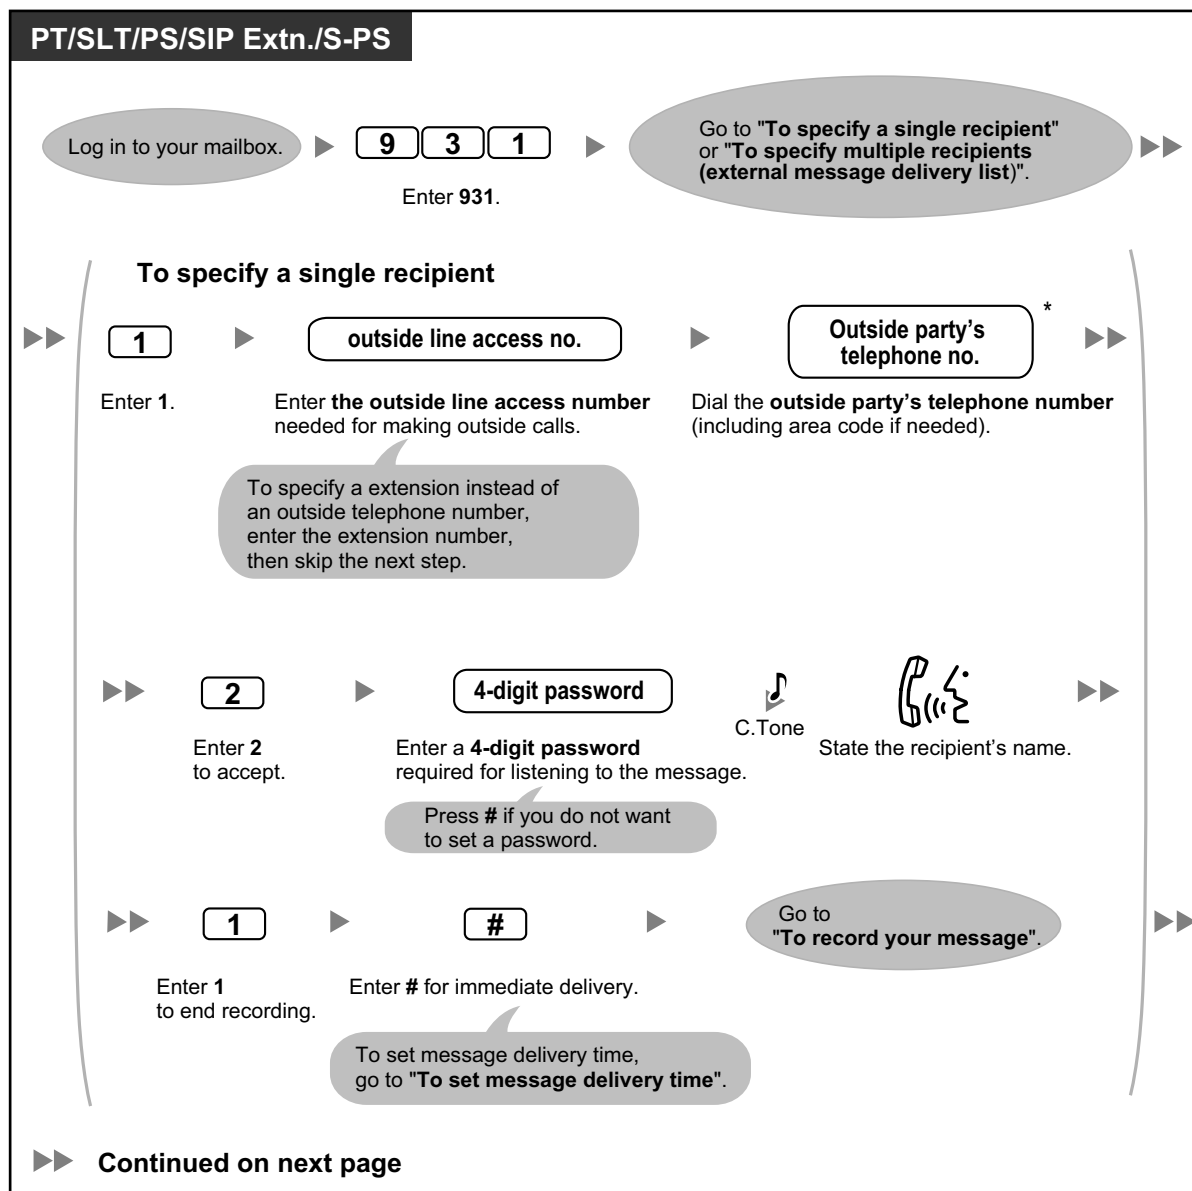 PT/SLT/PS/SIP Extn./S-PS
Log in to your mailbox.
9 3 1
Enter 931.
Go to "To specify a single recipient"
or "To specify multiple recipients
(external message delivery list)".
To specify a single recipient
1
Enter 1.
outside line access no.
Enter the outside line access number
needed for making outside calls.
To specify a extension instead of
an outside telephone number,
enter the extension number,
then skip the next step.
Outside party's
telephone no.
*
Dial the outside party's telephone number
(including area code if needed).
2
Enter 2
to accept.
4-digit password
Enter a 4-digit password
required for listening to the message.
Press # if you do not want
to set a password.
C.Tone
State the recipient's name.
1
Enter 1
to end recording.
#
Enter # for immediate delivery.
To set message delivery time,
go to "To set message delivery time".
Go to
"To record your message".
Continued on next page